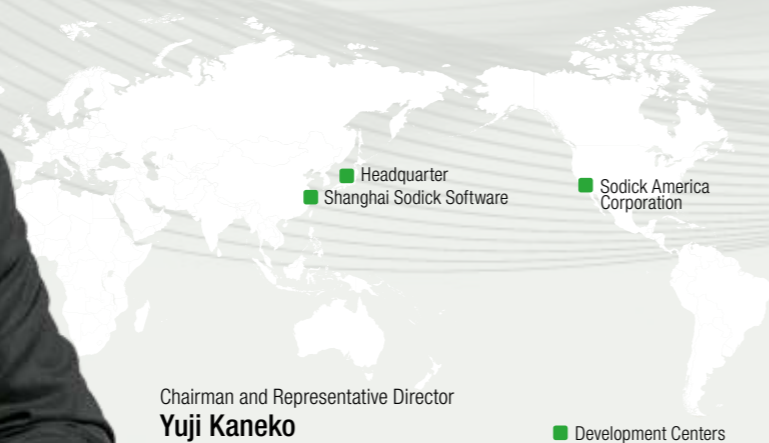 Headquarter
Shanghai Sodick Software
Sodick America
Corporation
Chairman and Representative Director
Yuji Kaneko
Development Centers